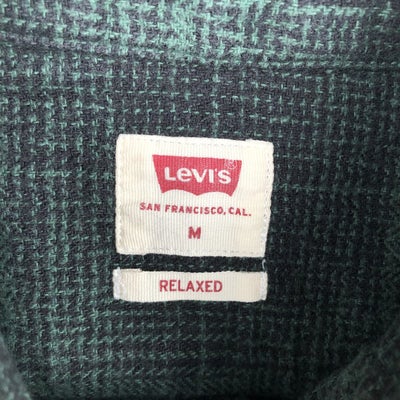 LEVI'S®
SAN FRANCISCO, CAL.
M
RELAXED